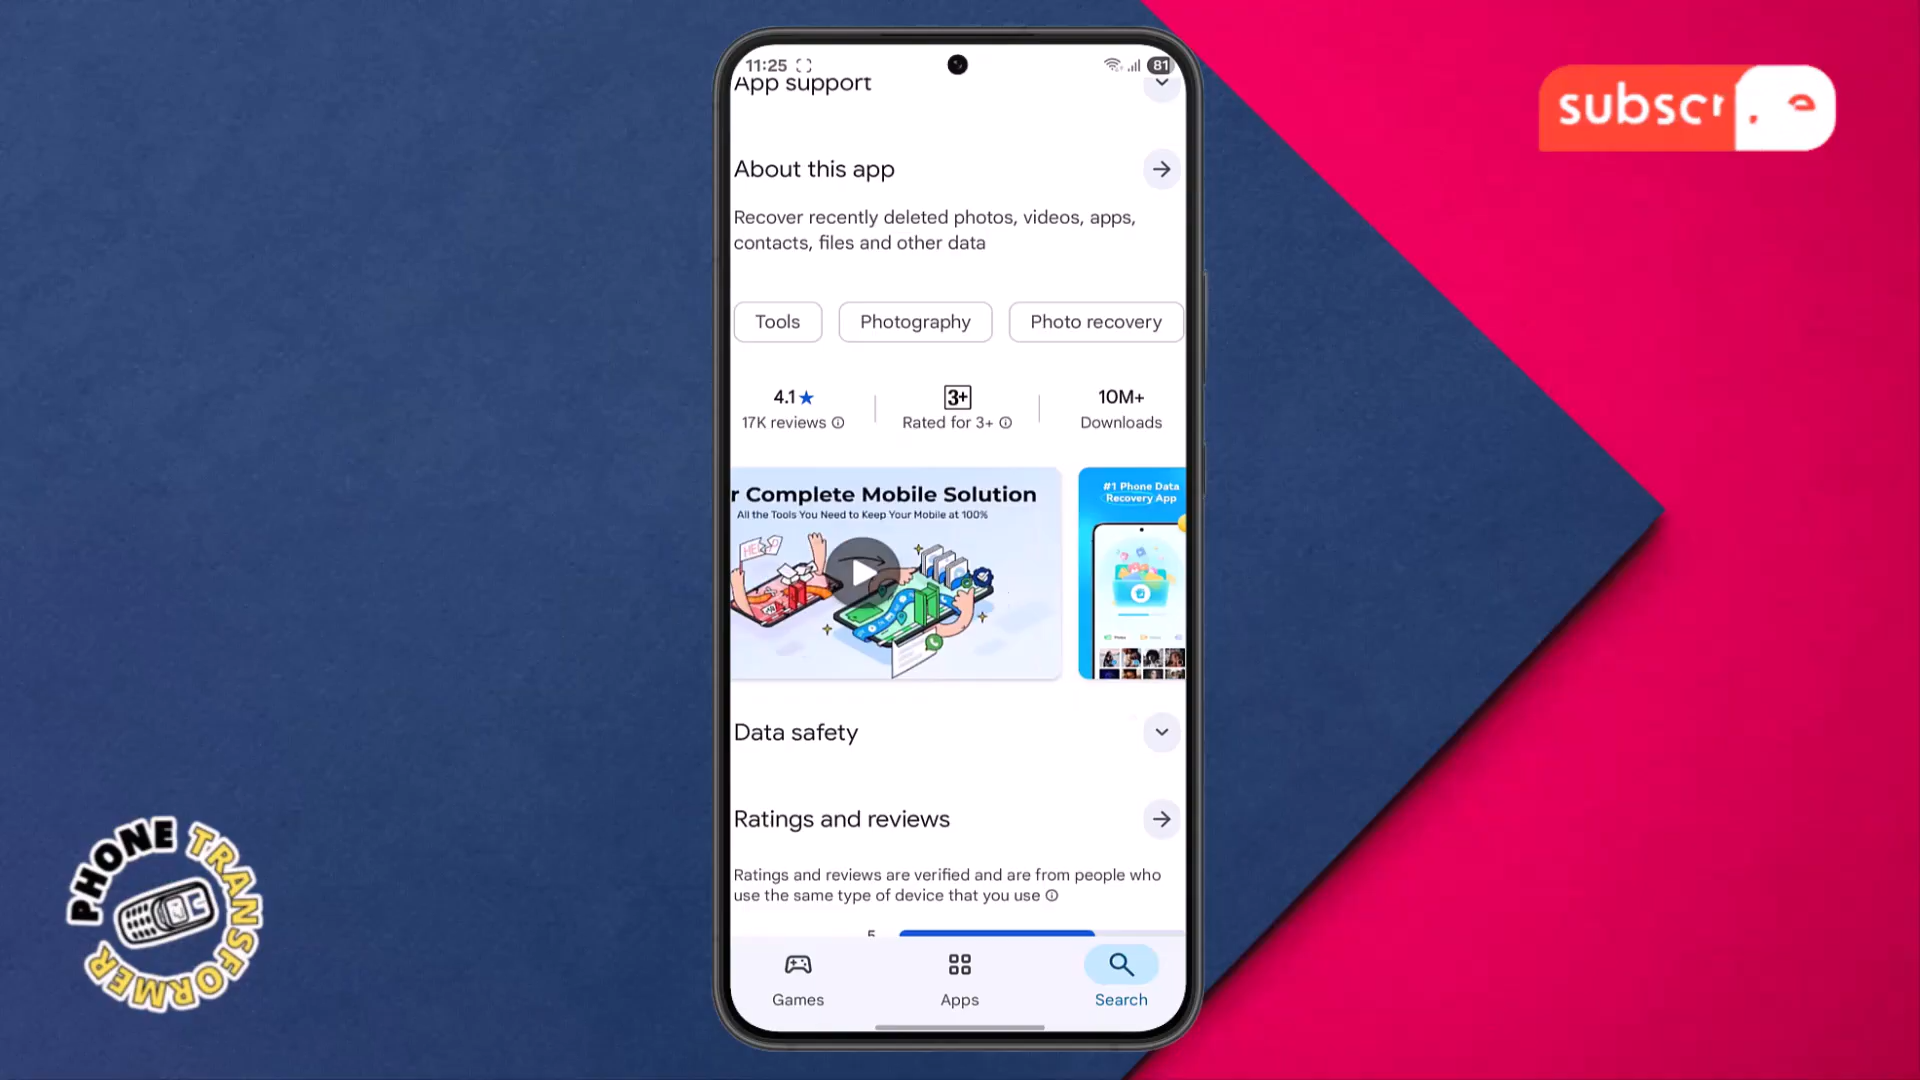 11:25
81
App support
About this app
Recover recently deleted photos, videos, apps,
contacts, files and other data
Tools
Photography
Photo recovery
4.1★
3+
10M+
17K reviews
Rated for 3+
Downloads
r Complete Mobile Solution
All the Tools You Need to Keep Your Mobile at 100%
#1 Phone Data
Recovery App
Data safety
Ratings and reviews
Ratings and reviews are verified and are from people who
use the same type of device that you use
5
Games
Apps
Search
subscr
e
PHONE TRANSFORMER